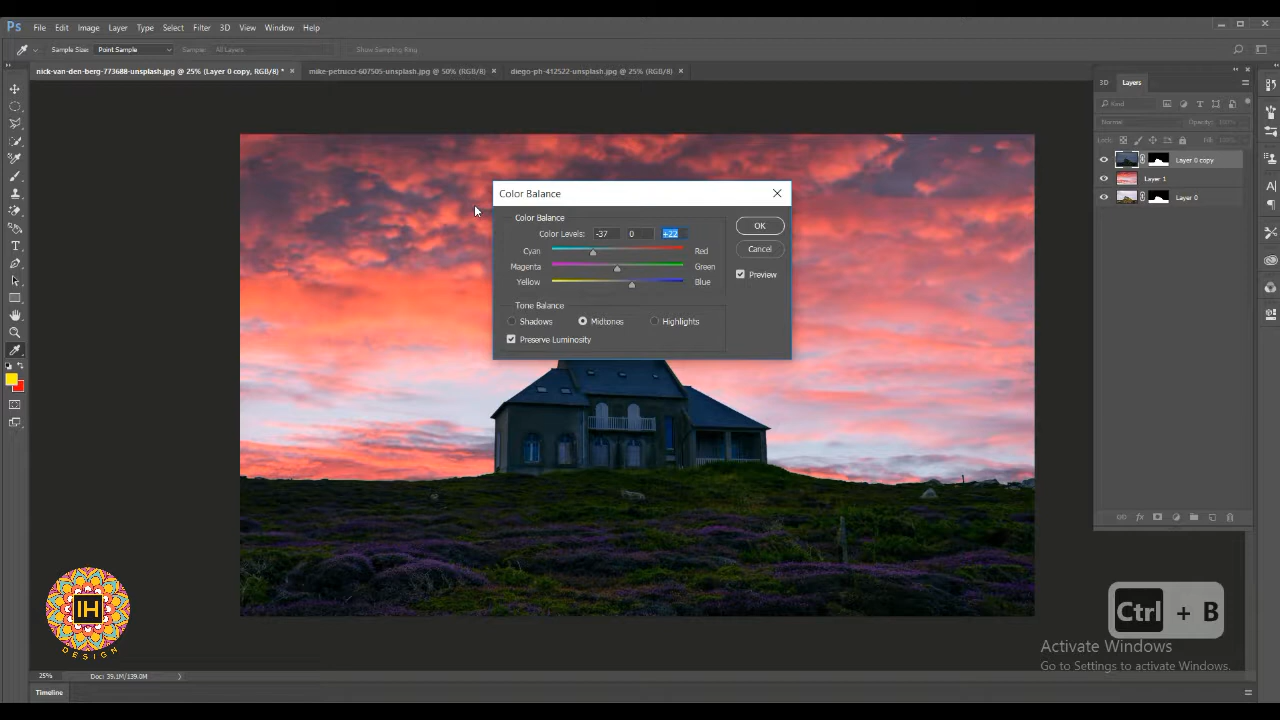 Ps File Edit Image Layer Type Select Filter 3D View Window Help
Sample Size: Point Sample Sample: All Layers Show Sampling Ring
nick-van-den-berg-773688-unsplash.jpg @ 25% (Layer 0 copy, RGB/8) * mike-petrucci-607505-unsplash.jpg @ 50% (RGB/8) diego-ph-412522-unsplash.jpg @ 25% (RGB/8)
3D Layers
Kind
Normal Opacity: 100%
Lock: Fill: 100%
Layer 0 copy
Layer 1
Layer 0
Color Balance
Color Balance
Color Levels: -37 0 +22
Cyan Red
Magenta Green
Yellow Blue
OK
Cancel
Preview
Tone Balance
Shadows Midtones Highlights
Preserve Luminosity
IH
DESIGN
Ctrl + B
Activate Windows
Go to Settings to activate Windows.
25% Doc: 39.1M/139.0M
Timeline